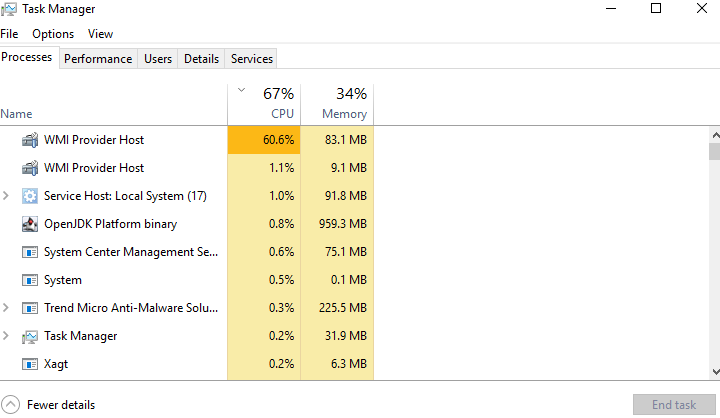 Task Manager
File Options View
Processes Performance Users Details Services
67% 34%
Name CPU Memory
WMI Provider Host 60.6% 83.1 MB
WMI Provider Host 1.1% 9.1 MB
Service Host: Local System (17) 1.0% 91.8 MB
OpenJDK Platform binary 0.8% 959.3 MB
System Center Management Se... 0.6% 75.1 MB
System 0.5% 0.1 MB
Trend Micro Anti-Malware Solu... 0.3% 225.5 MB
Task Manager 0.2% 31.9 MB
Xagt 0.2% 6.3 MB
Fewer details End task